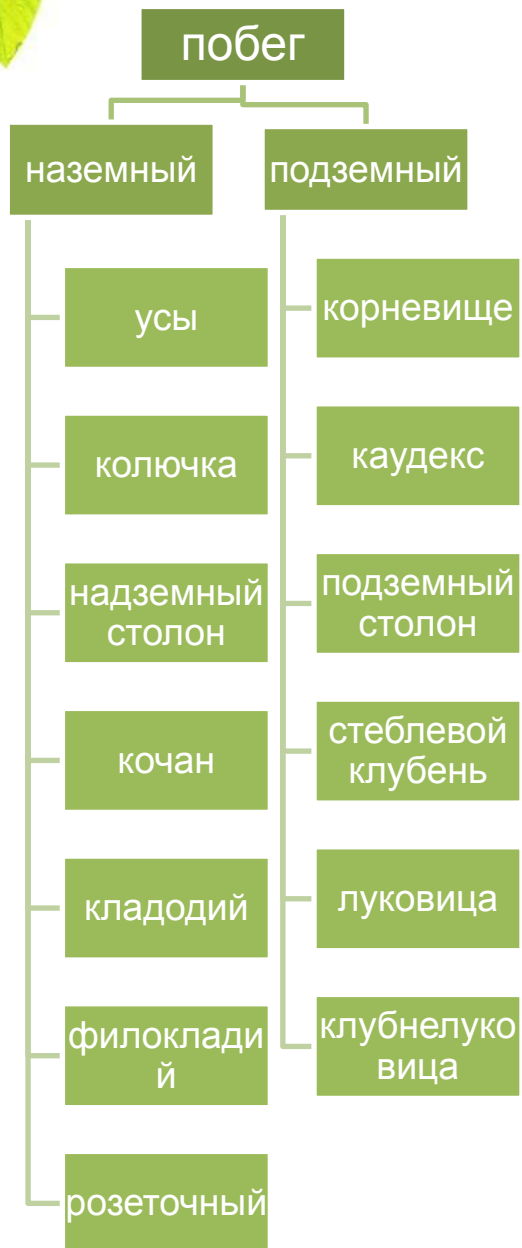 побег
наземный
усы
колючка
надземный
столон
кочан
кладодий
филоклади
й
розеточный
подземный
корневище
каудекс
подземный
столон
стеблевой
клубень
луковица
клубнелуко
вица